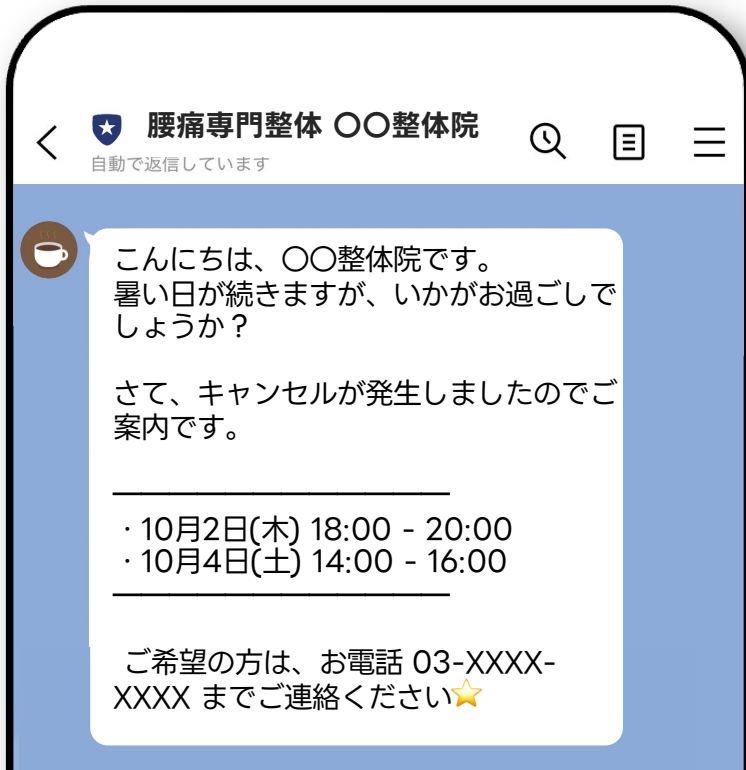 腰痛専門整体 〇〇整体院
自動で返信しています
こんにちは、〇〇整体院です。
暑い日が続きますが、いかがお過ごしで
しょうか？
さて、キャンセルが発生しましたのでご
案内です。
・10月2日(木) 18:00 - 20:00
・10月4日(土) 14:00 - 16:00
ご希望の方は、お電話 03-XXXX-
XXXX までご連絡ください⭐